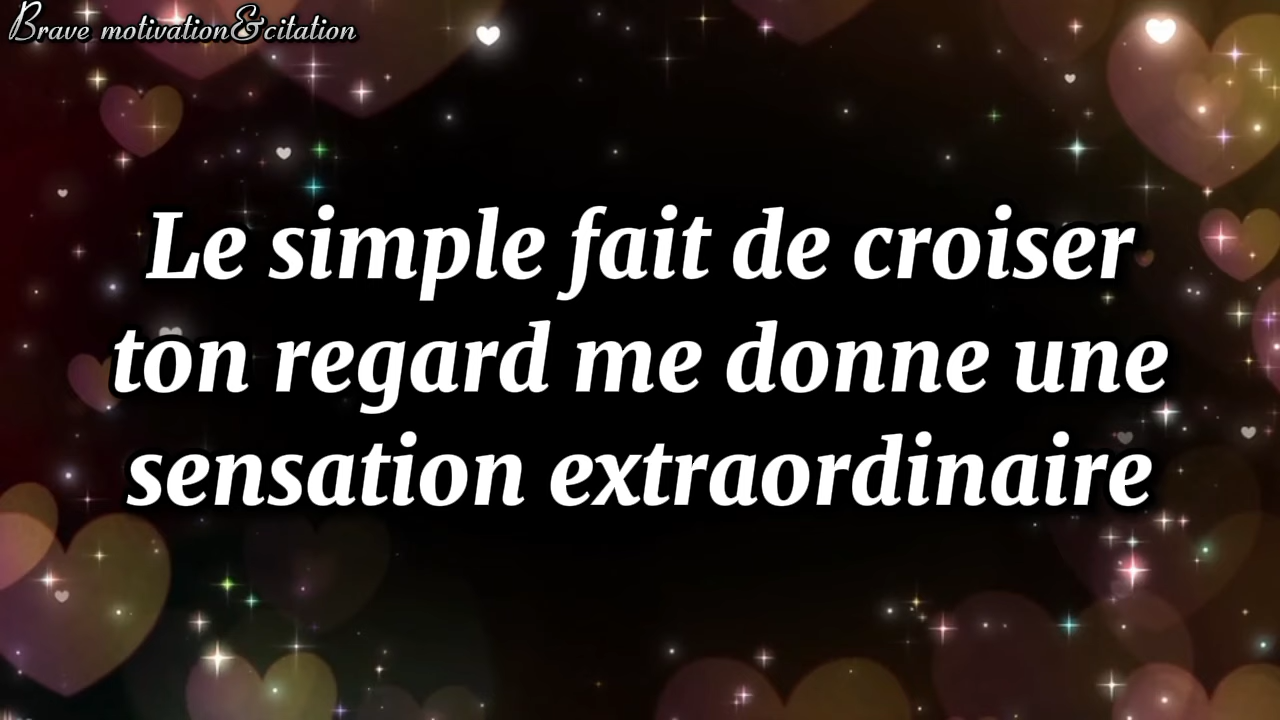 Brave motivation&citation
Le simple fait de croiser
ton regard me donne une
sensation extraordinaire